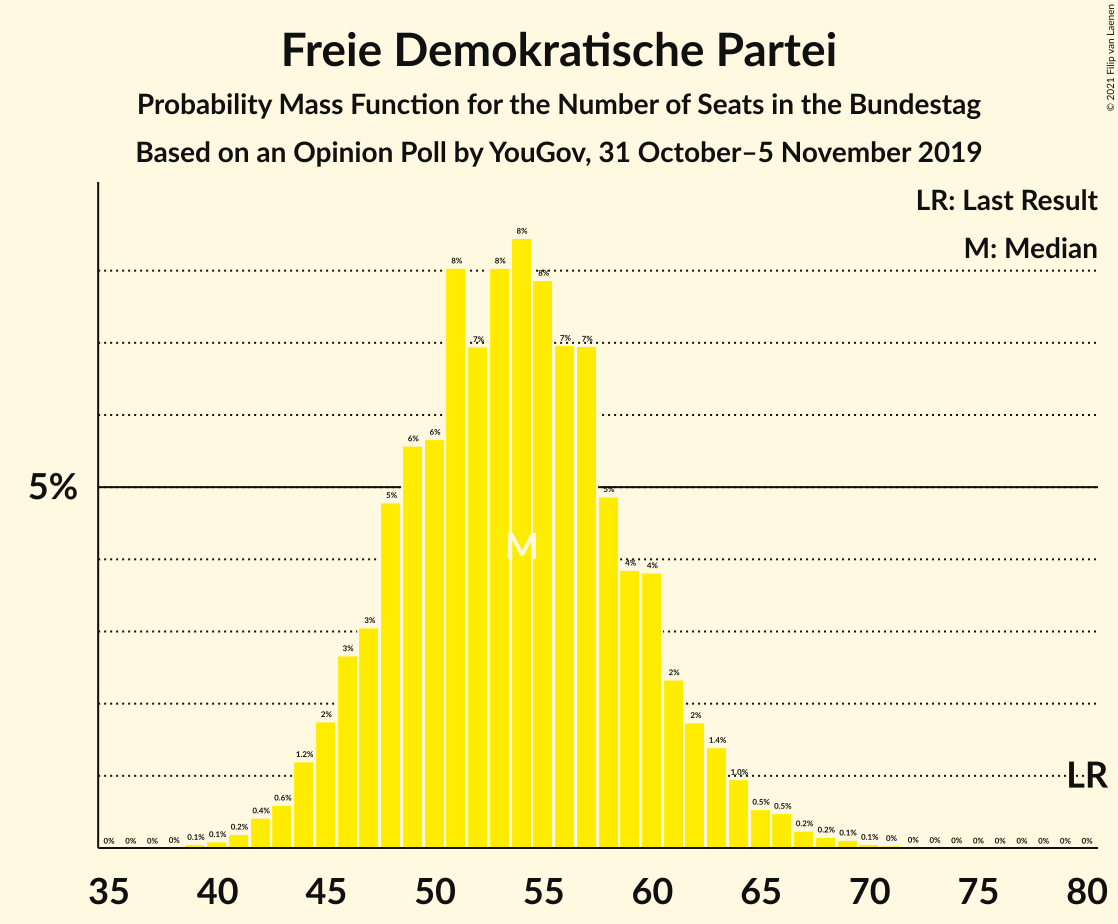 Freie Demokratische Partei
Probability Mass Function for the Number of Seats in the Bundestag
Based on an Opinion Poll by YouGov, 31 October–5 November 2019
© 2021 Filip van Laenen
LR: Last Result
M: Median
5%
0% 0% 0% 0% 0.1% 0.1% 0.2% 0.4% 0.6% 1.2% 2% 3% 3% 5% 6% 6% 8% 7% 8% 8% 8% 7% 7% 5% 4% 4% 2% 2% 1.4% 1.0% 0.5% 0.5% 0.2% 0.2% 0.1% 0.1% 0% 0% 0% 0% 0% 0% 0% 0% 0% 0%
M
LR
35 40 45 50 55 60 65 70 75 80